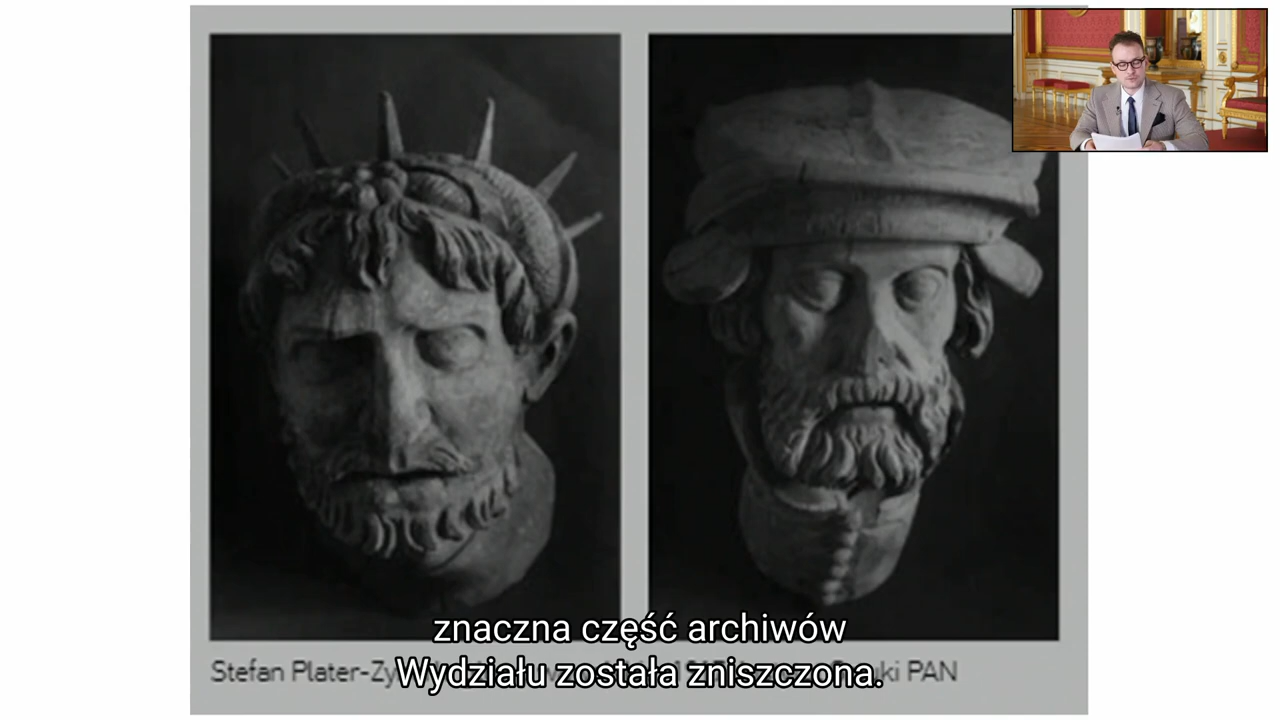 znaczna część archiwów
Wydziału została zniszczona.
Stefan Plater-Zy PAN